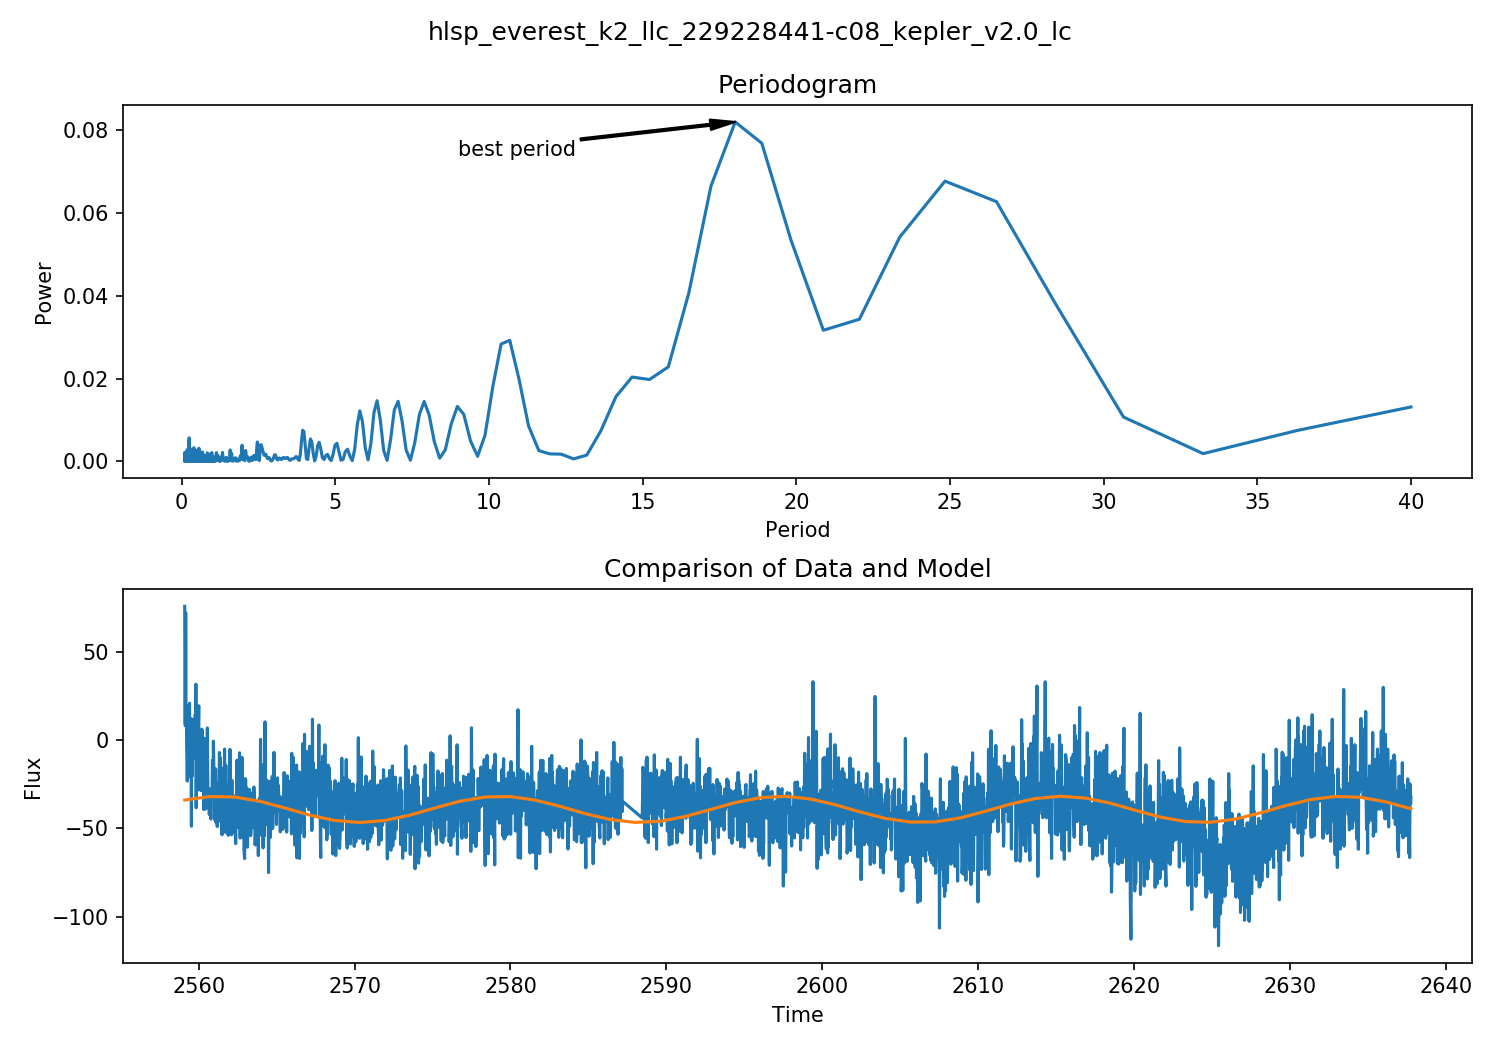 hlsp_everest_k2_llc_229228441-c08_kepler_v2.0_lc
Periodogram
best period
Power
0.08
0.06
0.04
0.02
0.00
0 5 10 15 20 25 30 35 40
Period
Comparison of Data and Model
Flux
50
0
−50
−100
2560 2570 2580 2590 2600 2610 2620 2630 2640
Time